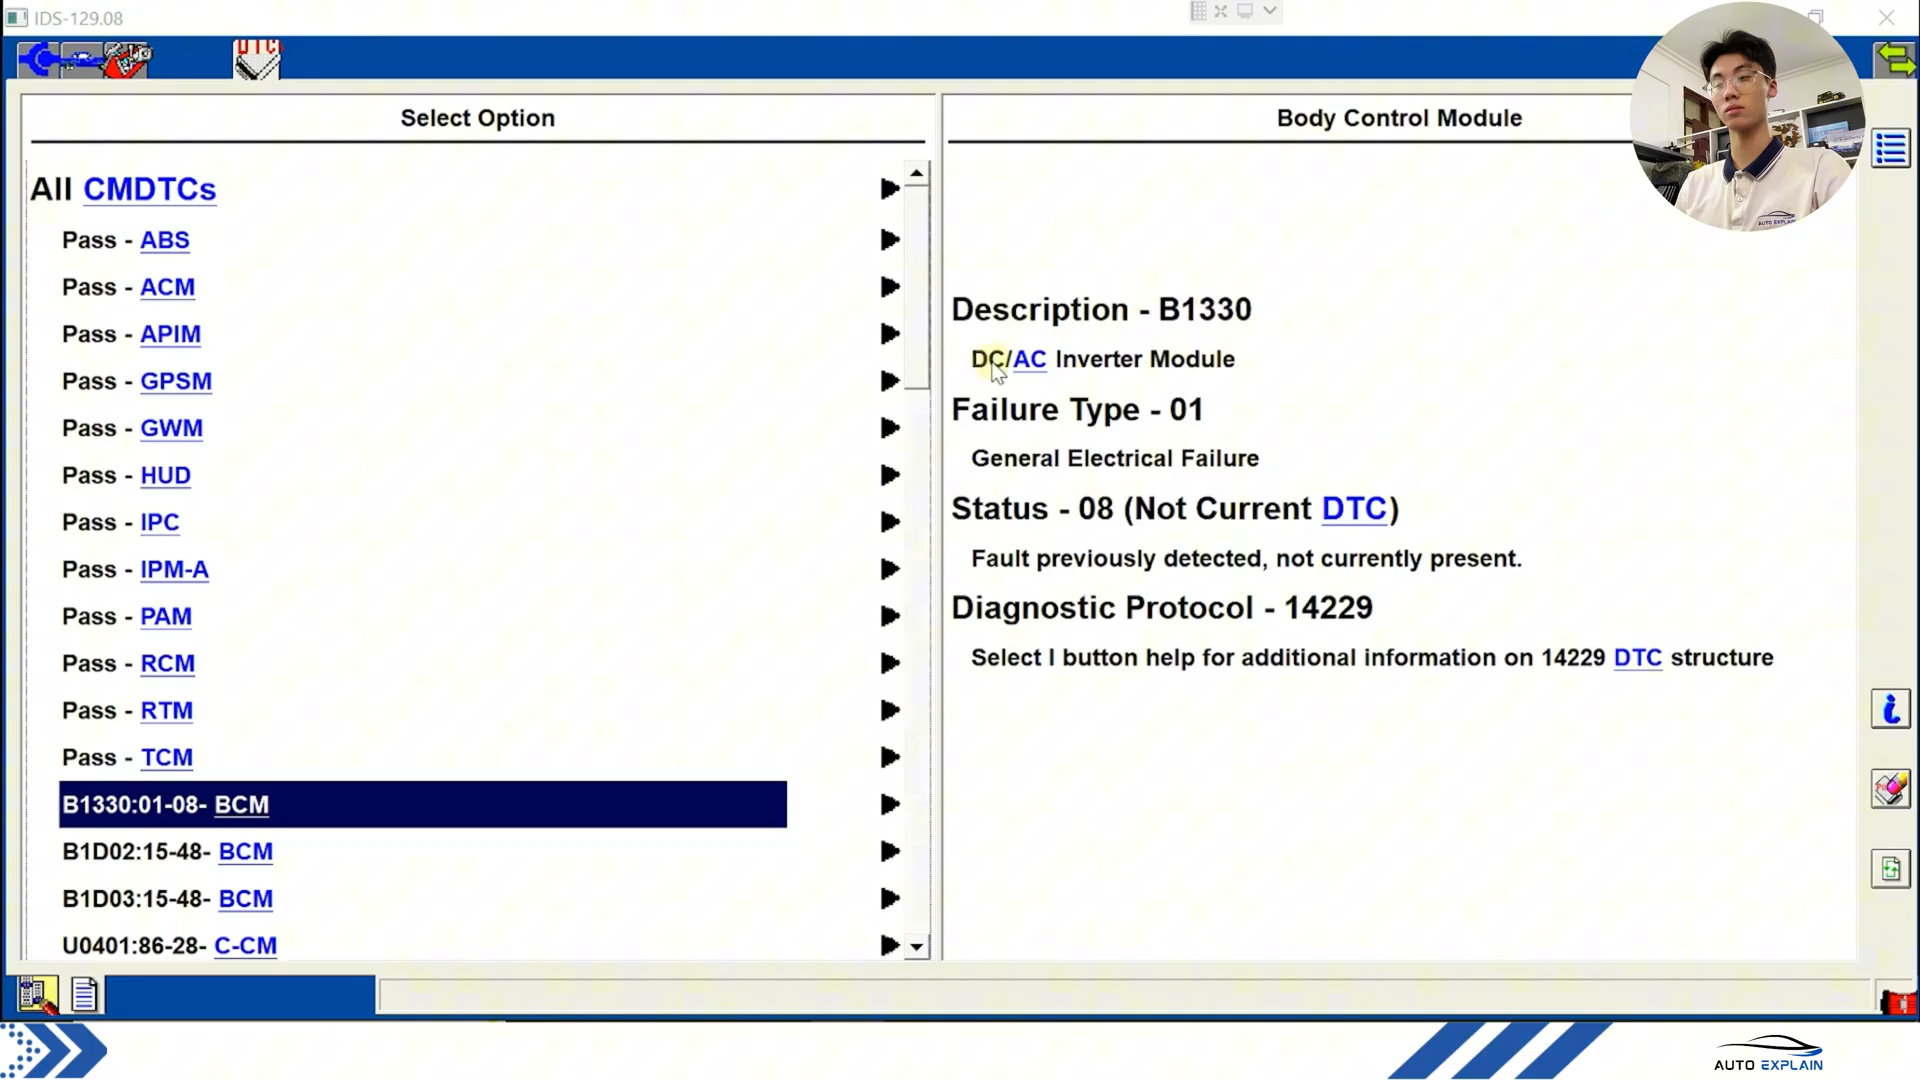 IDS-129.08
DTC
Select Option
All CMDTCs
Pass - ABS
Pass - ACM
Pass - APIM
Pass - GPSM
Pass - GWM
Pass - HUD
Pass - IPC
Pass - IPM-A
Pass - PAM
Pass - RCM
Pass - RTM
Pass - TCM
B1330:01-08- BCM
B1D02:15-48- BCM
B1D03:15-48- BCM
U0401:86-28- C-CM
Body Control Module
Description - B1330
DC/AC Inverter Module
Failure Type - 01
General Electrical Failure
Status - 08 (Not Current DTC)
Fault previously detected, not currently present.
Diagnostic Protocol - 14229
Select I button help for additional information on 14229 DTC structure
AUTO EXPLAIN
AUTO EXPLAIN